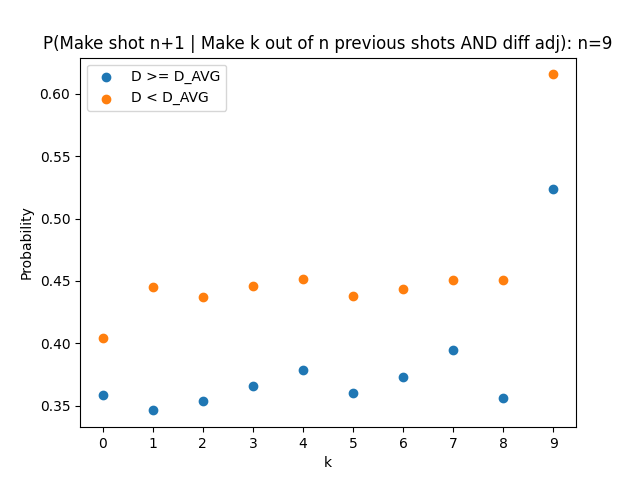 P(Make shot n+1 | Make k out of n previous shots AND diff adj): n=9
D >= D_AVG
D < D_AVG
Probability
0.60
0.55
0.50
0.45
0.40
0.35
0 1 2 3 4 5 6 7 8 9
k